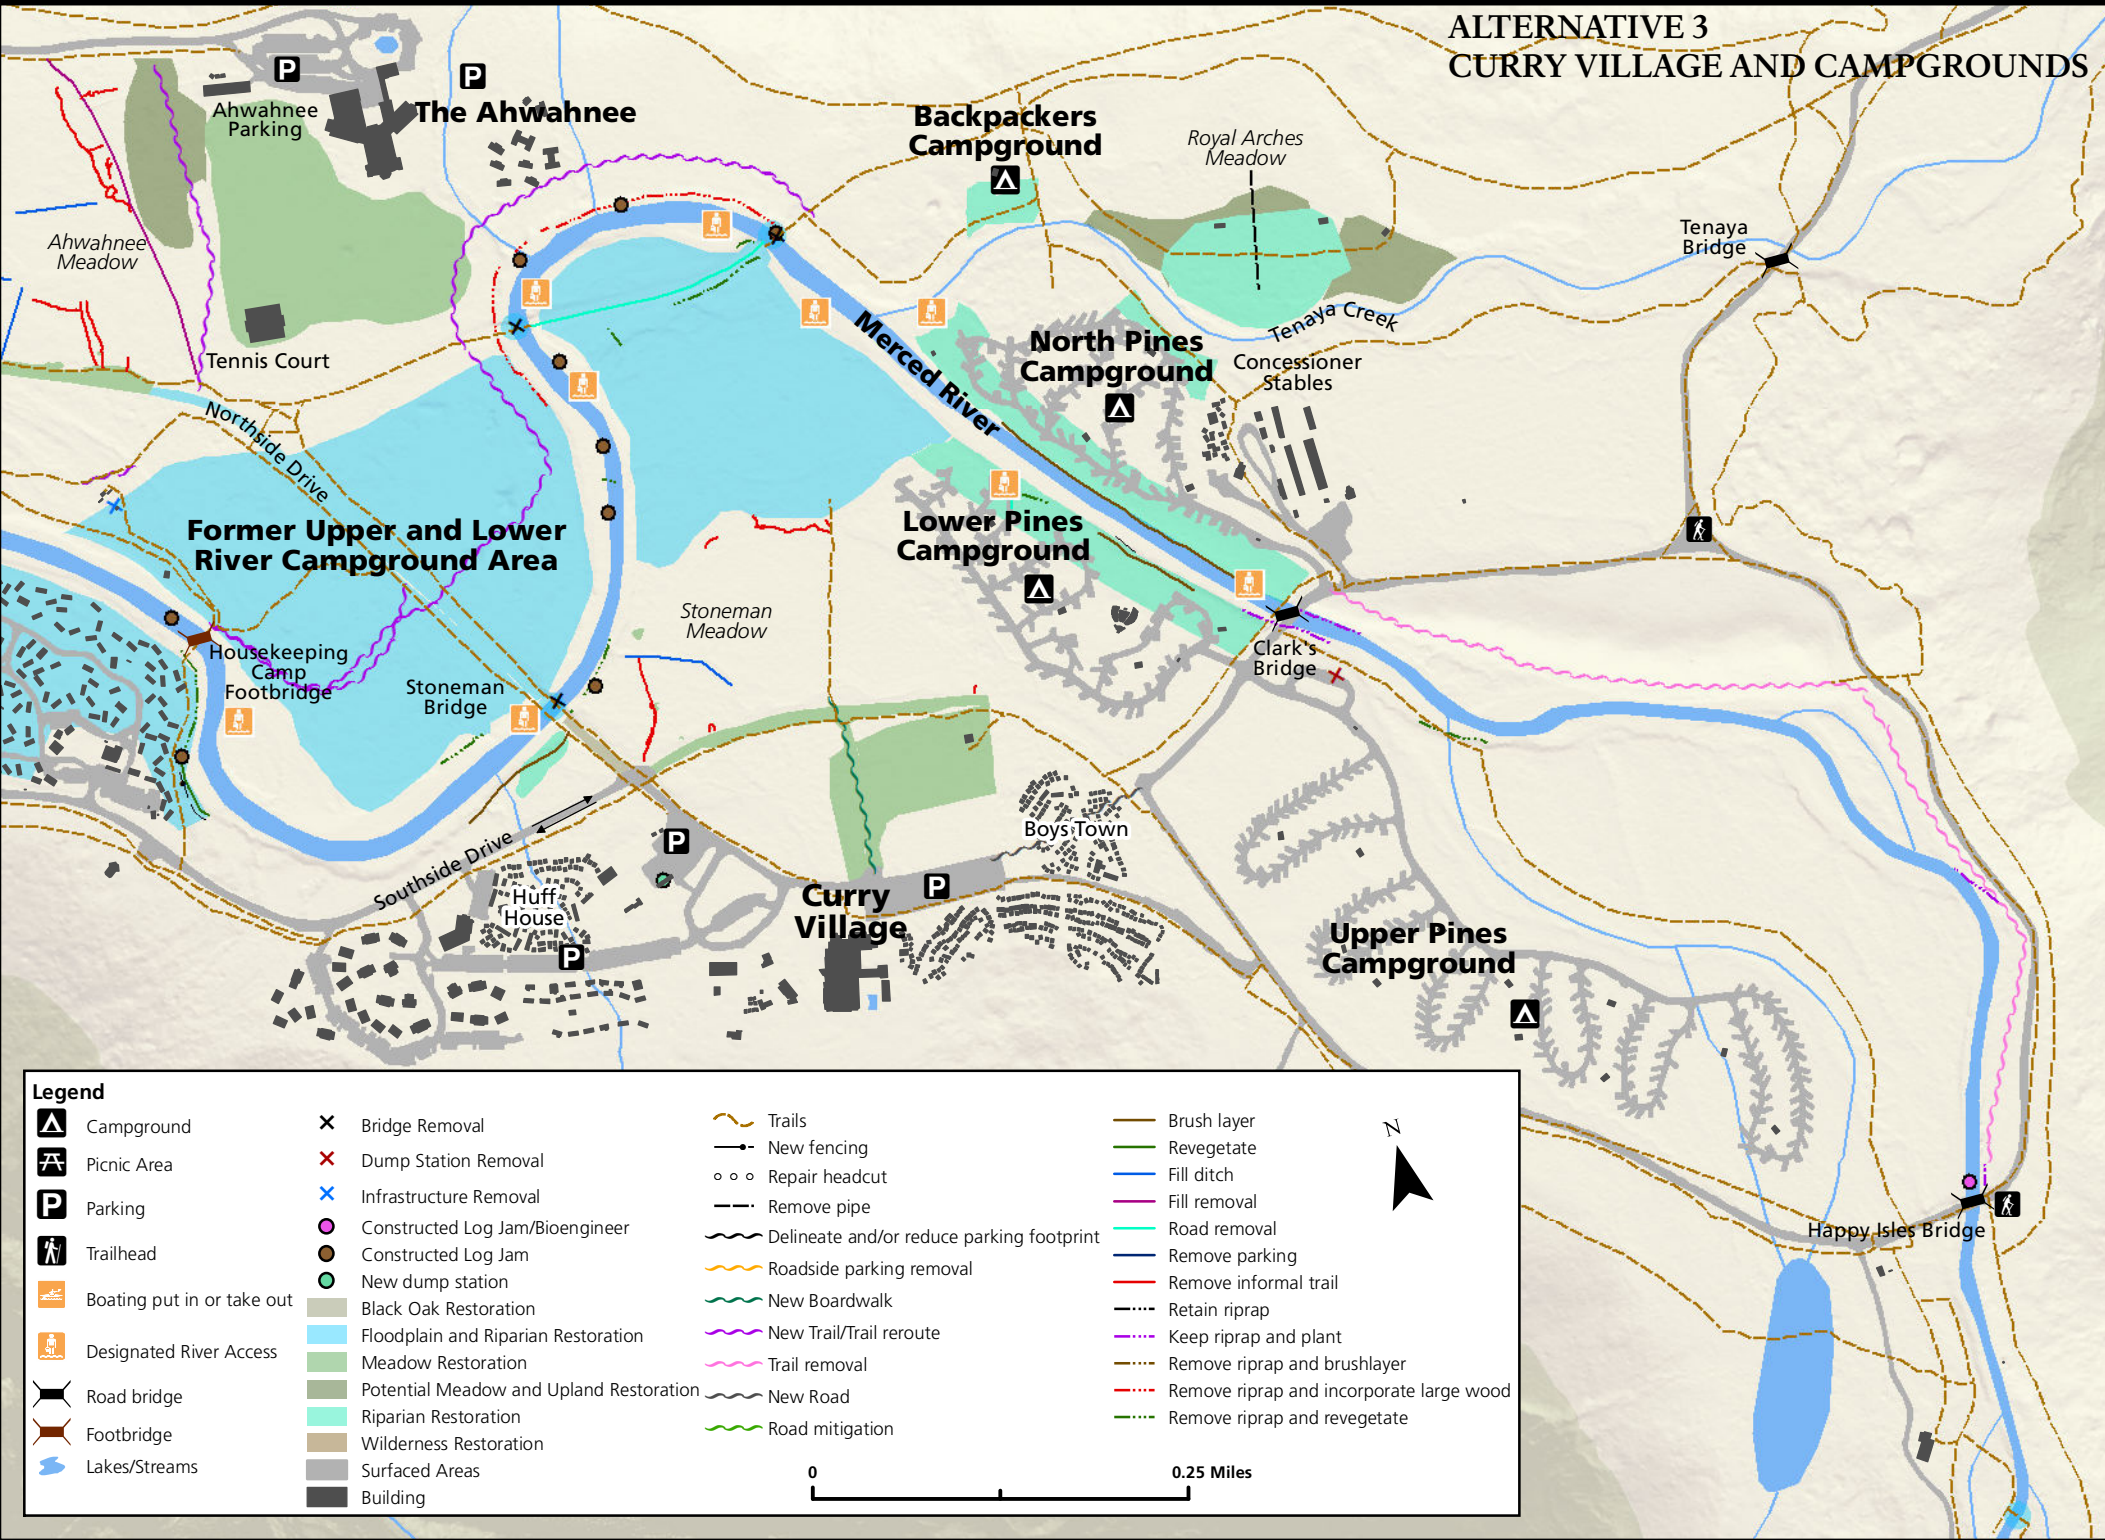 ALTERNATIVE 3
CURRY VILLAGE AND CAMPGROUNDS
P
P
Ahwahnee
Parking
The Ahwahnee
Backpackers
Campground
Royal Arches
Meadow
Tenaya
Bridge
Ahwahnee
Meadow
Tennis Court
Merced River
Tenaya Creek
North Pines
Campground
Concessioner
Stables
Northside Drive
Former Upper and Lower
River Campground Area
Lower Pines
Campground
Stoneman
Meadow
Housekeeping
Camp
Footbridge
Stoneman
Bridge
Clark's
Bridge
Southside Drive
P
Boys Town
Huff
House
P
Curry
Village
P
Upper Pines
Campground
Happy Isles Bridge
Legend
Campground
Picnic Area
P
Parking
Trailhead
Boating put in or take out
Designated River Access
Road bridge
Footbridge
Lakes/Streams
Bridge Removal
Dump Station Removal
Infrastructure Removal
Constructed Log Jam/Bioengineer
Constructed Log Jam
New dump station
Black Oak Restoration
Floodplain and Riparian Restoration
Meadow Restoration
Potential Meadow and Upland Restoration
Riparian Restoration
Wilderness Restoration
Surfaced Areas
Building
Trails
New fencing
Repair headcut
Remove pipe
Delineate and/or reduce parking footprint
Roadside parking removal
New Boardwalk
New Trail/Trail reroute
Trail removal
New Road
Road mitigation
Brush layer
Revegetate
Fill ditch
Fill removal
Road removal
Remove parking
Remove informal trail
Retain riprap
Keep riprap and plant
Remove riprap and brushlayer
Remove riprap and incorporate large wood
Remove riprap and revegetate
N
0
0.25 Miles